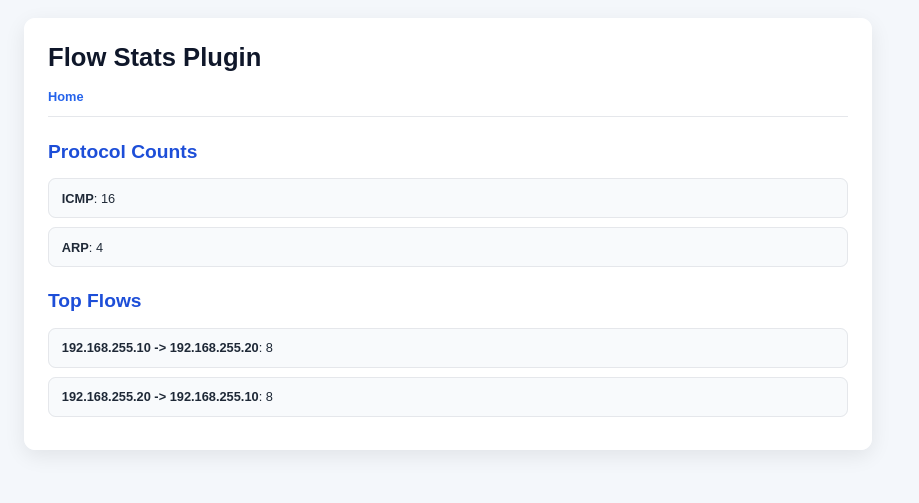 Flow Stats Plugin
Home
Protocol Counts
ICMP: 16
ARP: 4
Top Flows
192.168.255.10 -> 192.168.255.20: 8
192.168.255.20 -> 192.168.255.10: 8